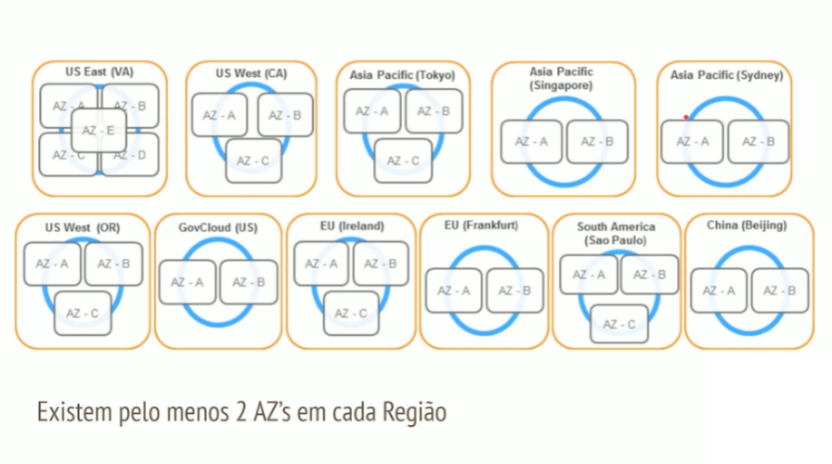 US East (VA)
AZ - A
AZ - B
AZ - E
AZ - C
AZ - D
US West (CA)
AZ - A
AZ - B
AZ - C
Asia Pacific (Tokyo)
AZ - A
AZ - B
AZ - C
Asia Pacific
(Singapore)
AZ - A
AZ - B
Asia Pacific (Sydney)
AZ - A
AZ - B
US West (OR)
AZ - A
AZ - B
AZ - C
GovCloud (US)
AZ - A
AZ - B
EU (Ireland)
AZ - A
AZ - B
AZ - C
EU (Frankfurt)
AZ - A
AZ - B
South America
(Sao Paulo)
AZ - A
AZ - B
AZ - C
China (Beijing)
AZ - A
AZ - B
Existem pelo menos 2 AZ's em cada Região